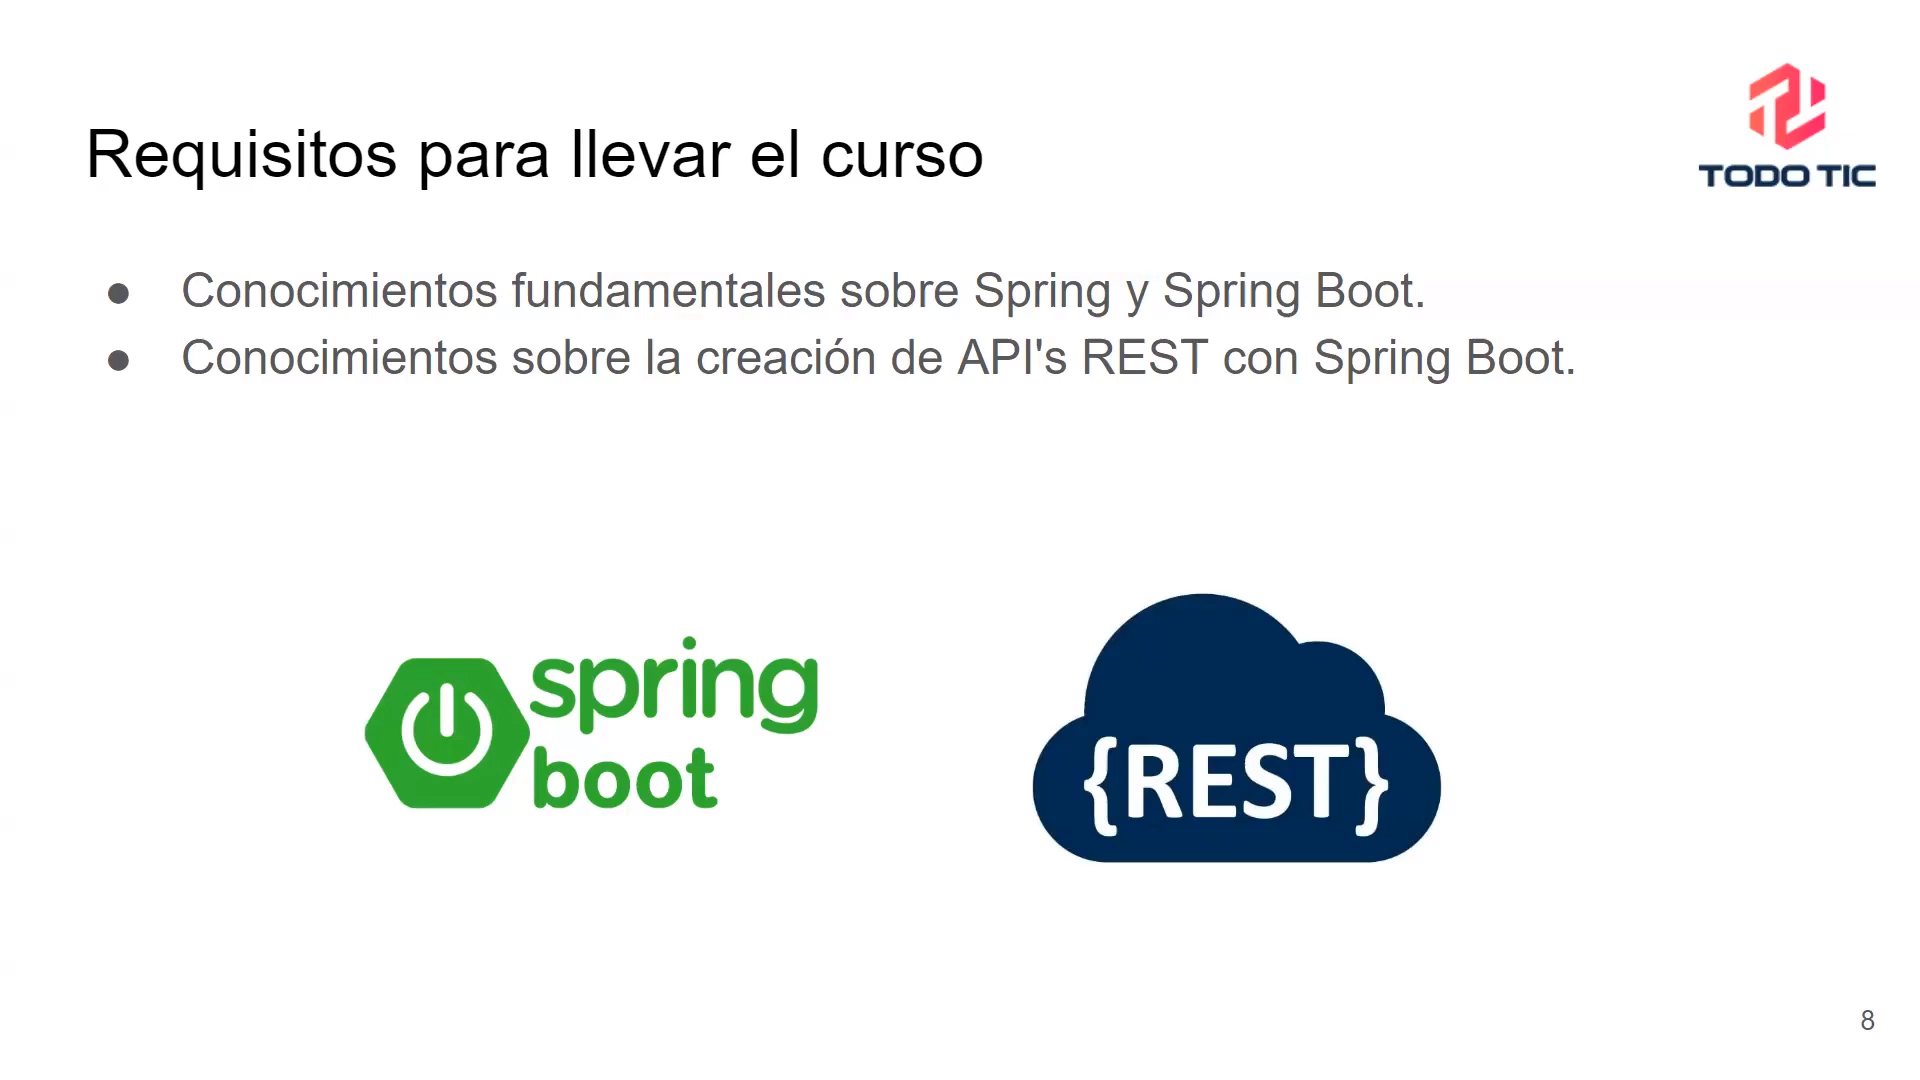 TODO TIC
Requisitos para llevar el curso
● Conocimientos fundamentales sobre Spring y Spring Boot.
● Conocimientos sobre la creación de API's REST con Spring Boot.
spring
boot
{REST}
8